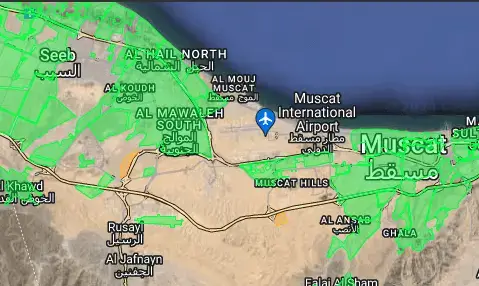 Seeb
السيب
AL HAIL NORTH
الحيل الشمالية
AL KOUDH
الخوض
AL MOUJ
MUSCAT
الموج مسقط
AL MAWALEH
SOUTH
الموالح
الجنوبية
Muscat
International
Airport
مطار مسقط
الدولي
Muscat
مسقط
MUSCAT HILLS
Al Khawd
Rusayl
الرسيل
AL ANSAB
الأنصب
GHALA
Al Jafnayn
الجفنين
Falaj Al Sham